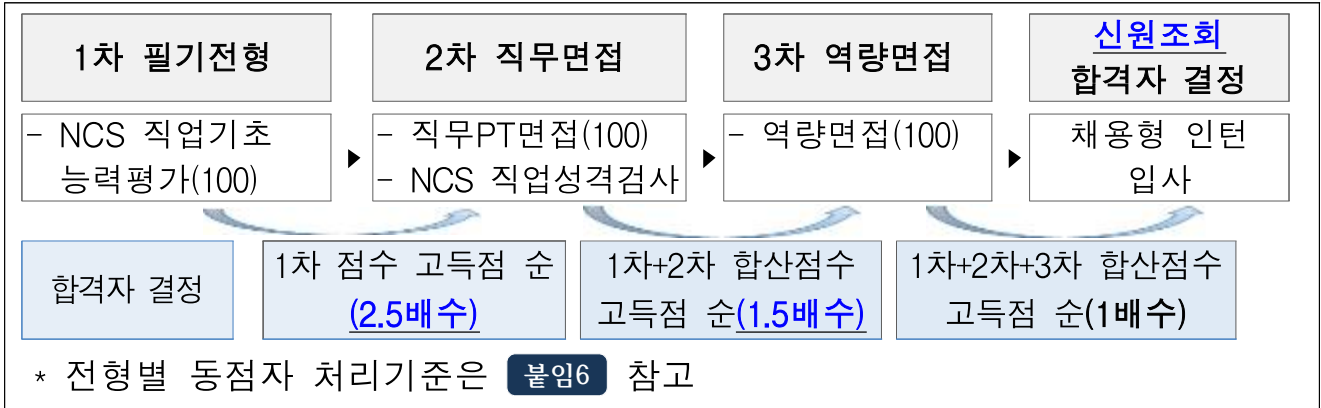 1차 필기전형
2차 직무면접
3차 역량면접
신원조회
합격자 결정
- NCS 직업기초
능력평가(100)
▶
- 직무PT면접(100)
- NCS 직업성격검사
▶
- 역량면접(100)
▶
채용형 인턴
입사
합격자 결정
1차 점수 고득점 순
(2.5배수)
1차+2차 합산점수
고득점 순(1.5배수)
1차+2차+3차 합산점수
고득점 순(1배수)
* 전형별 동점자 처리기준은 붙임6 참고